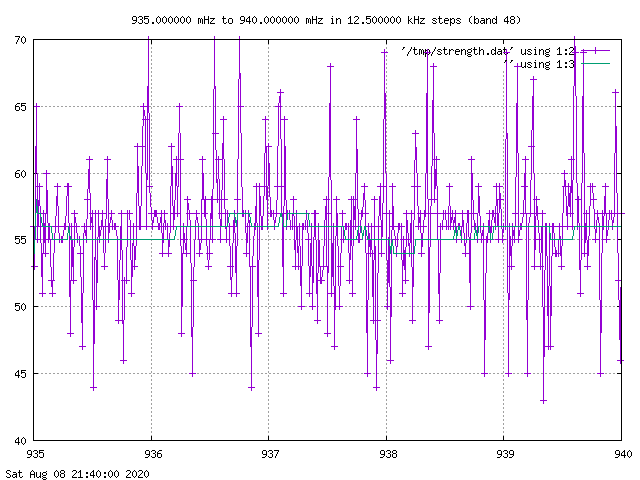 935.000000 mHz to 940.000000 mHz in 12.500000 kHz steps (band 48)
70
'/tmp/strength.dat' using 1:2
'' using 1:3
65
60
55
50
45
40
935 936 937 938 939 940
Sat Aug 08 21:40:00 2020